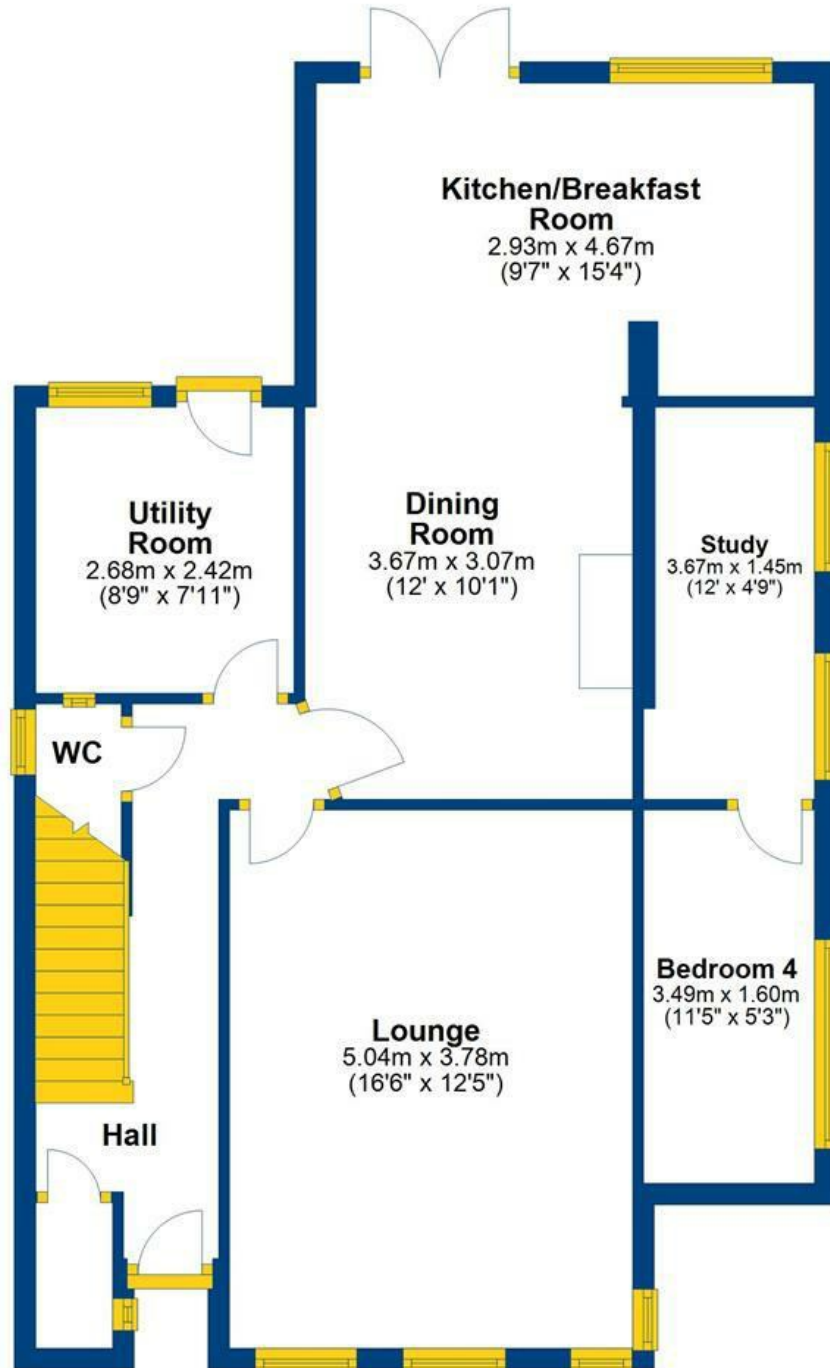 Kitchen/Breakfast
Room
2.93m x 4.67m
(9'7" x 15'4")
Utility
Room
2.68m x 2.42m
(8'9" x 7'11")
Dining
Room
3.67m x 3.07m
(12' x 10'1")
Study
3.67m x 1.45m
(12' x 4'9")
WC
Bedroom 4
3.49m x 1.60m
(11'5" x 5'3")
Lounge
5.04m x 3.78m
(16'6" x 12'5")
Hall